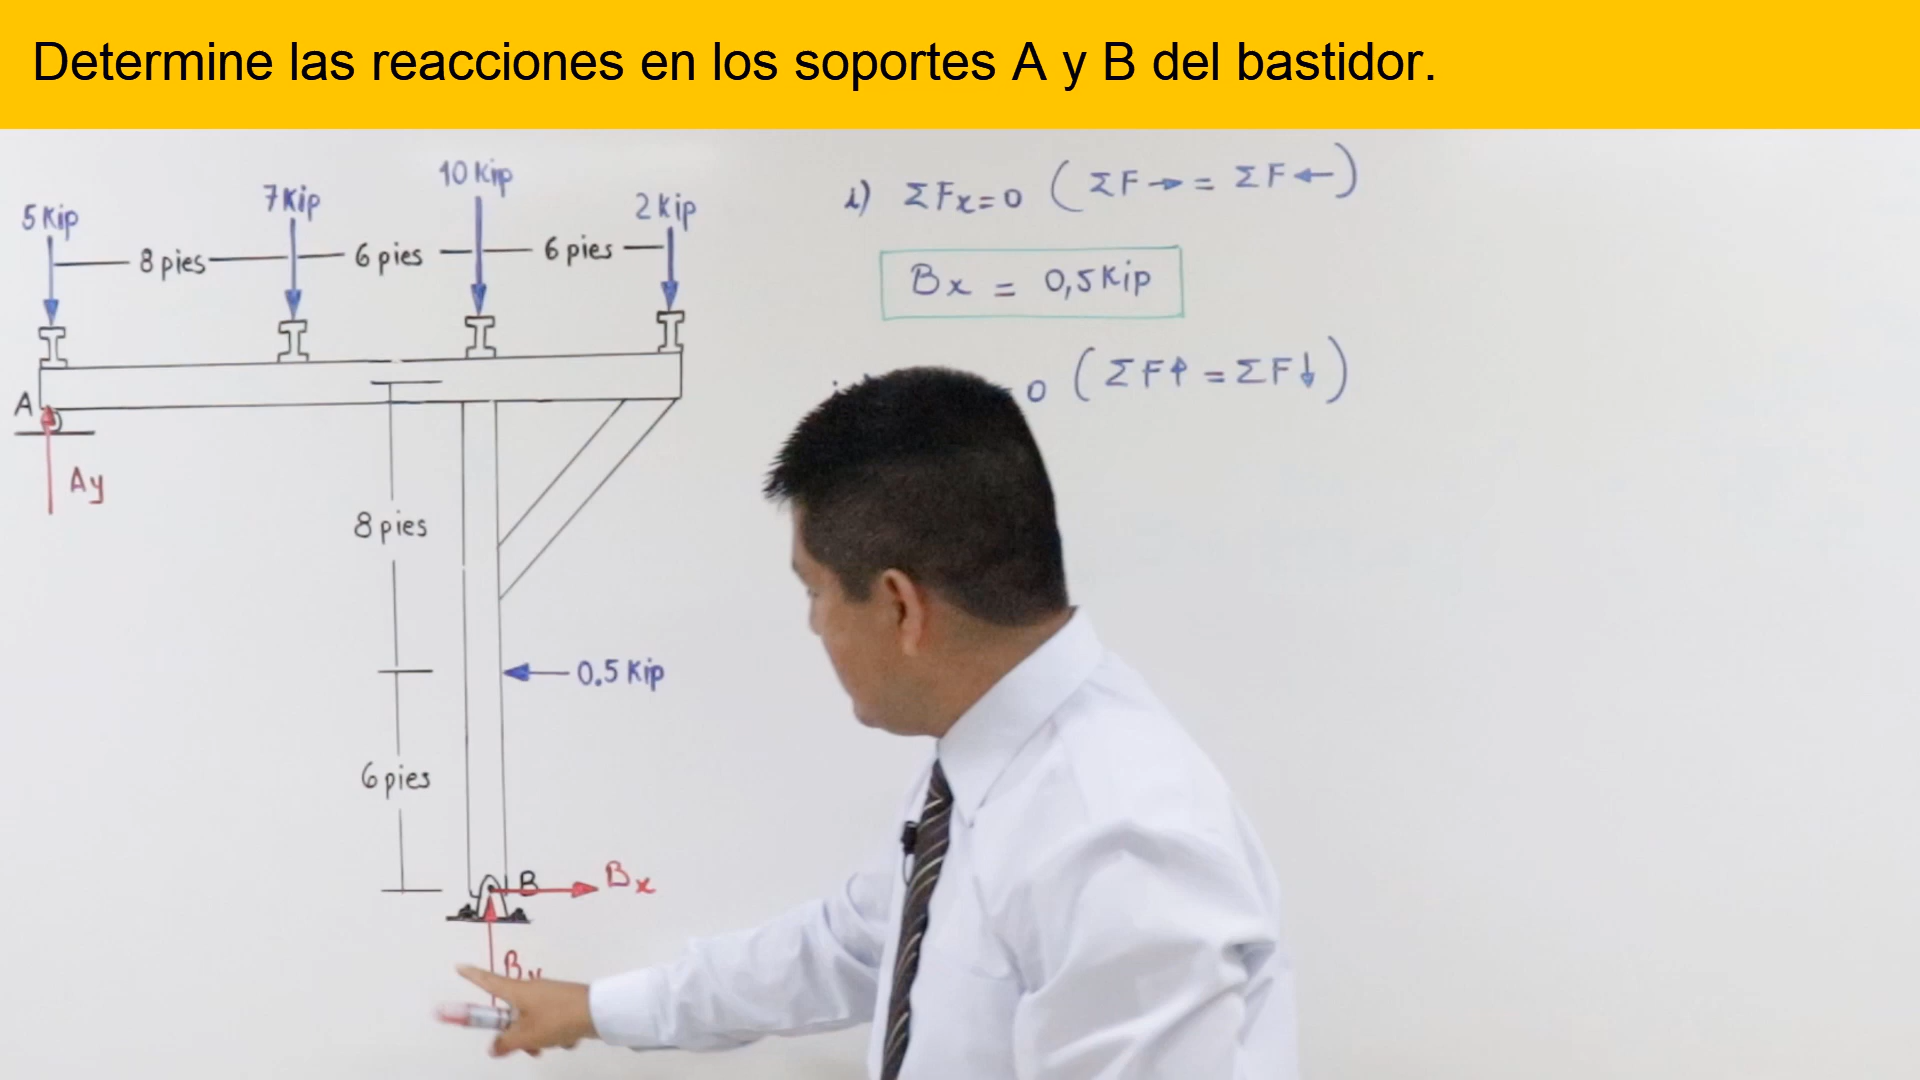 Determine las reacciones en los soportes A y B del bastidor.
10 Kip
7 Kip
5 Kip
2 Kip
8 pies
6 pies
6 pies
A
Ay
8 pies
0.5 Kip
6 pies
B
Bx
By
i) ΣFx=0 (ΣF→ = ΣF←)
Bx = 0,5 Kip
0 (ΣF↑ = ΣF↓)